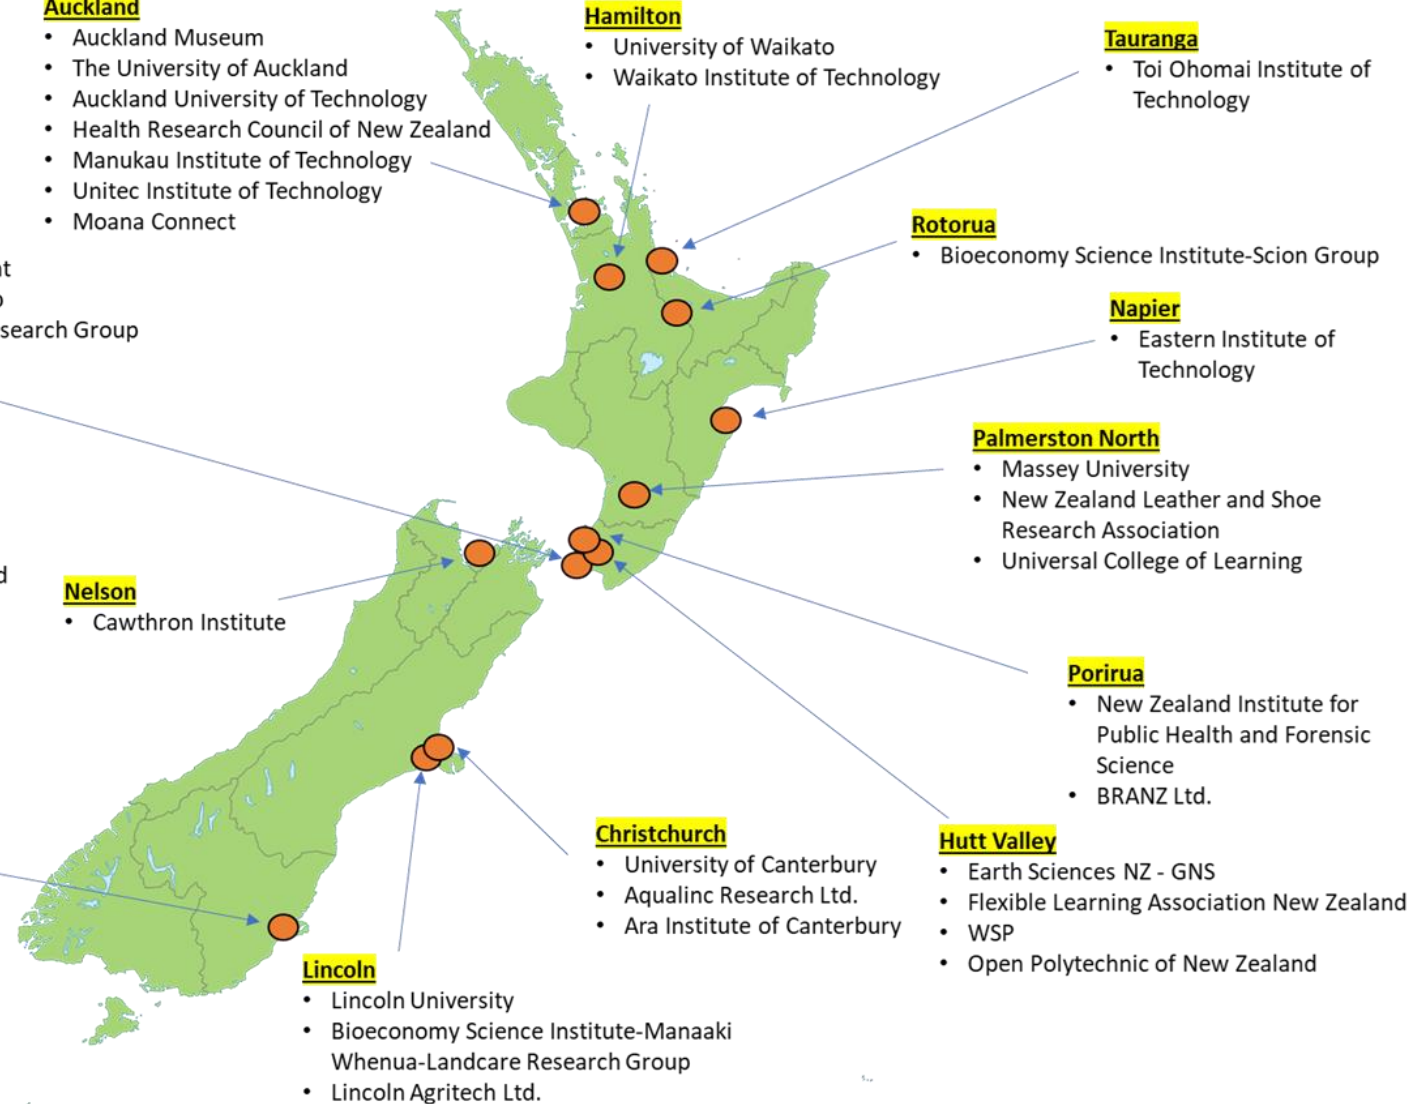 Auckland
• Auckland Museum
• The University of Auckland
• Auckland University of Technology
• Health Research Council of New Zealand
• Manukau Institute of Technology
• Unitec Institute of Technology
• Moana Connect
search Group
Hamilton
• University of Waikato
• Waikato Institute of Technology
Tauranga
• Toi Ohomai Institute of
Technology
Rotorua
• Bioeconomy Science Institute-Scion Group
Napier
• Eastern Institute of
Technology
Palmerston North
• Massey University
• New Zealand Leather and Shoe
Research Association
• Universal College of Learning
Nelson
• Cawthron Institute
Porirua
• New Zealand Institute for
Public Health and Forensic
Science
• BRANZ Ltd.
Christchurch
• University of Canterbury
• Aqualinc Research Ltd.
• Ara Institute of Canterbury
Hutt Valley
• Earth Sciences NZ - GNS
• Flexible Learning Association New Zealand
• WSP
• Open Polytechnic of New Zealand
Lincoln
• Lincoln University
• Bioeconomy Science Institute-Manaaki
Whenua-Landcare Research Group
• Lincoln Agritech Ltd.